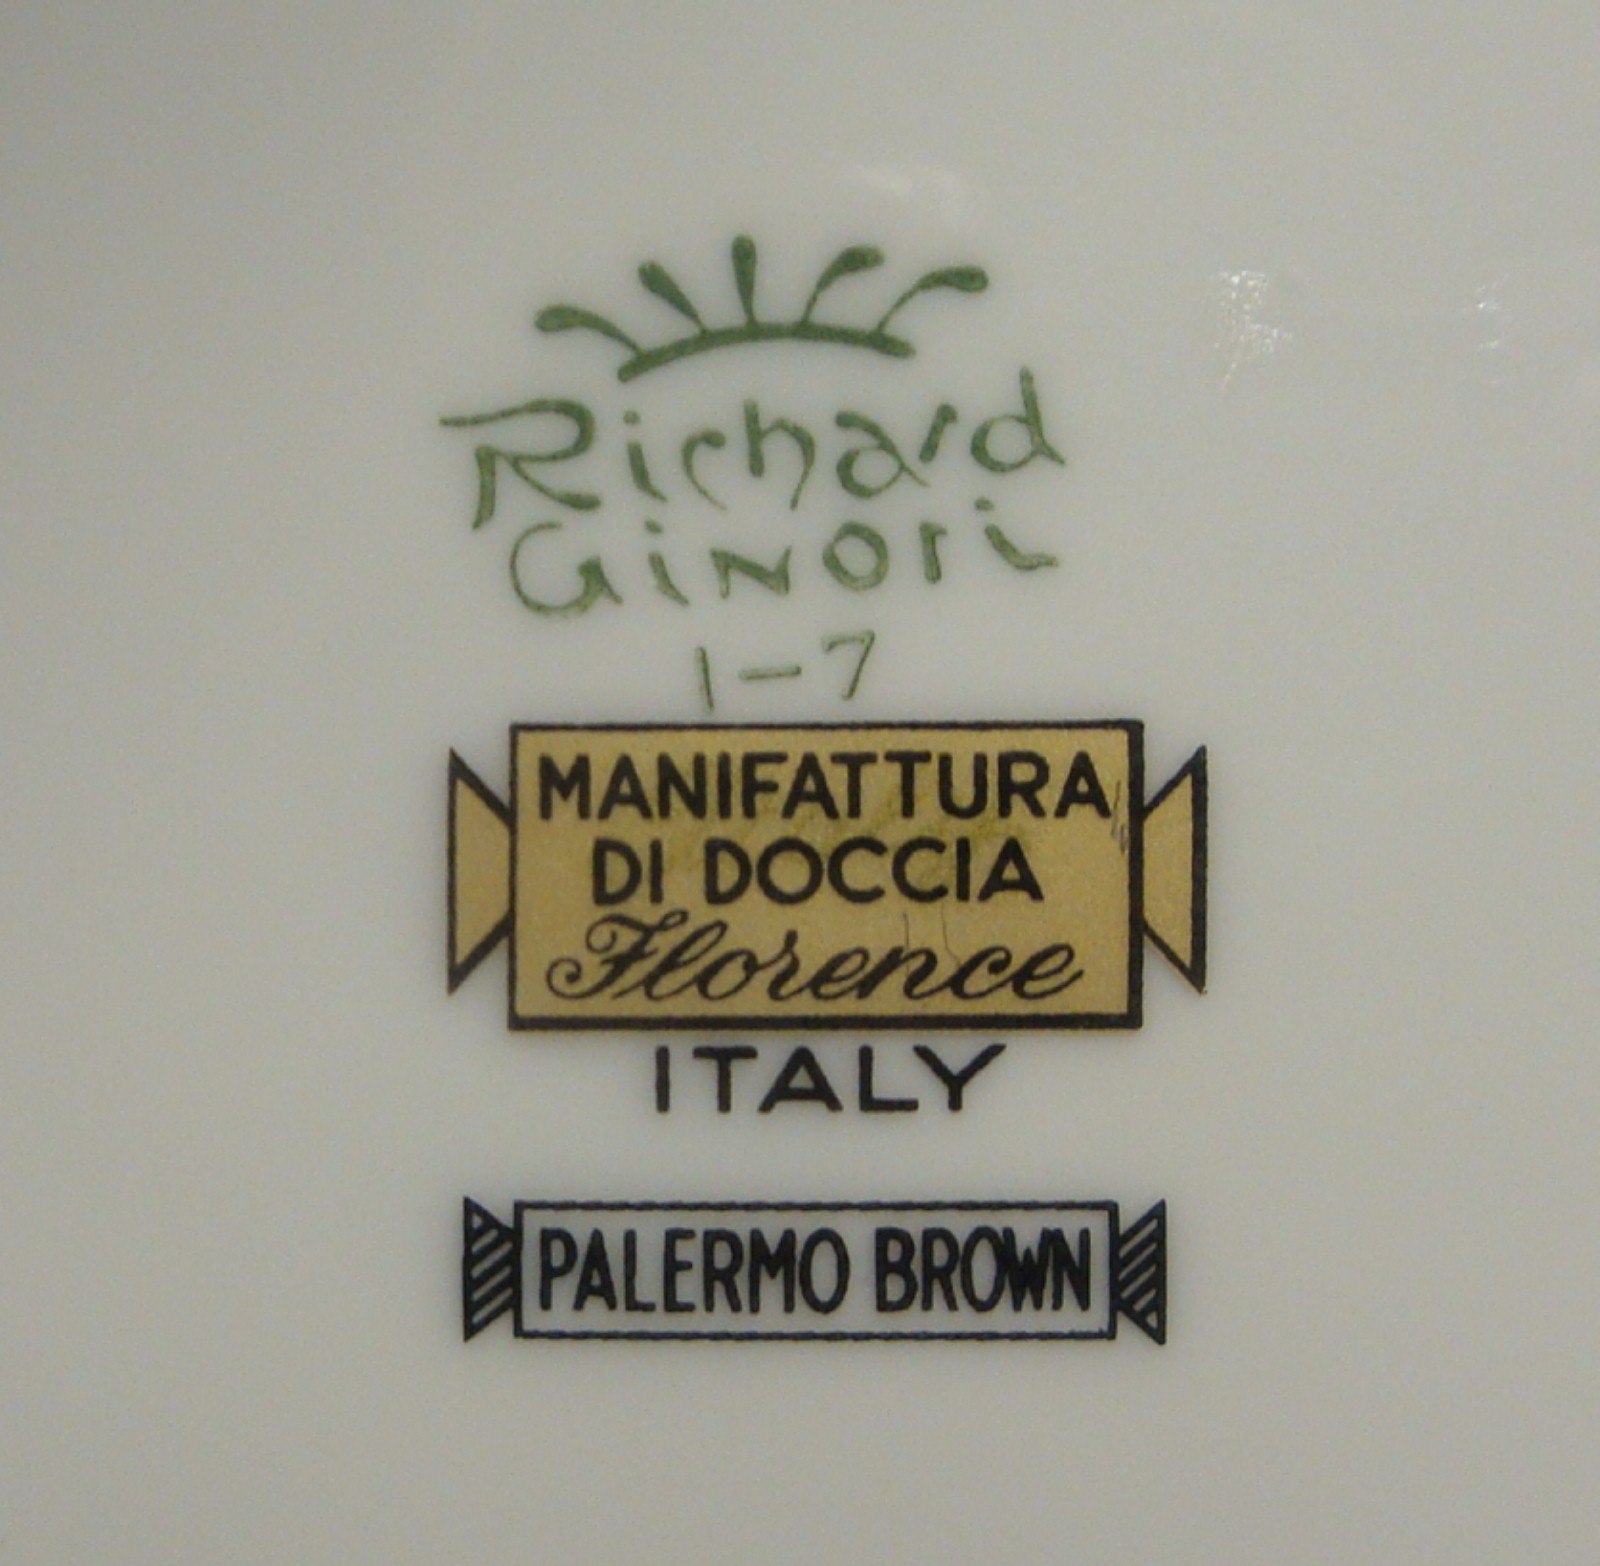 Richard
Ginori
1-7
MANIFATTURA
DI DOCCIA
Florence
ITALY
PALERMO BROWN